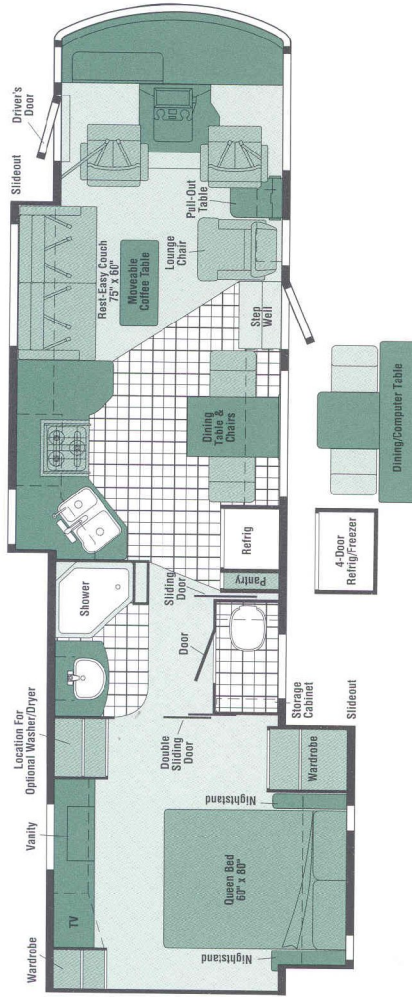 Wardrobe
Vanity
Location For
Optional Washer/Dryer
Slideout
Driver's
Door
TV
Shower
Rest-Easy Couch
75" x 60"
Moveable
Coffee Table
Pull-Out
Table
Lounge
Chair
Step
Well
Dining
Table &
Chairs
Refrig
Pantry
Sliding
Door
Door
Double
Sliding
Door
Queen Bed
60" x 80"
Nightstand
Nightstand
Wardrobe
Storage
Cabinet
Slideout
4-Door
Refrig/Freezer
Dining/Computer Table